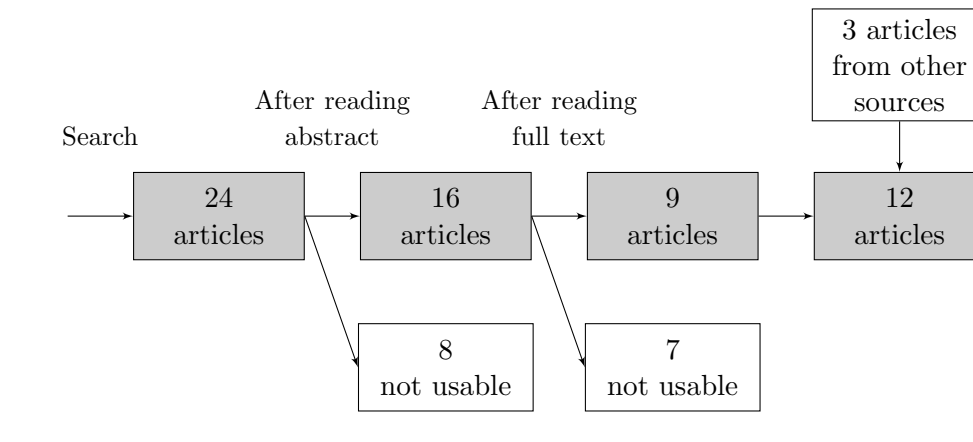 3 articles
from other
sources
After reading
abstract
After reading
full text
Search
24
articles
16
articles
9
articles
12
articles
8
not usable
7
not usable